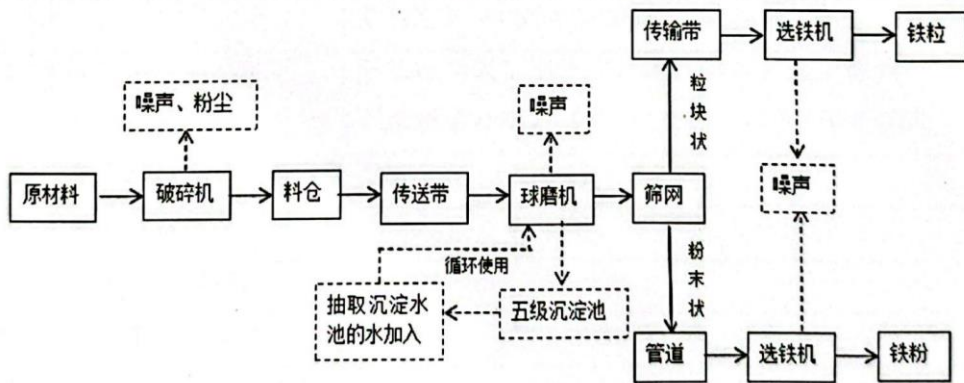 传输带
选铁机
铁粒
噪声、粉尘
噪声
粒块状
原材料
破碎机
料仓
传送带
球磨机
筛网
噪声
循环使用
粉末状
抽取沉淀水
池的水加入
五级沉淀池
管道
选铁机
铁粉